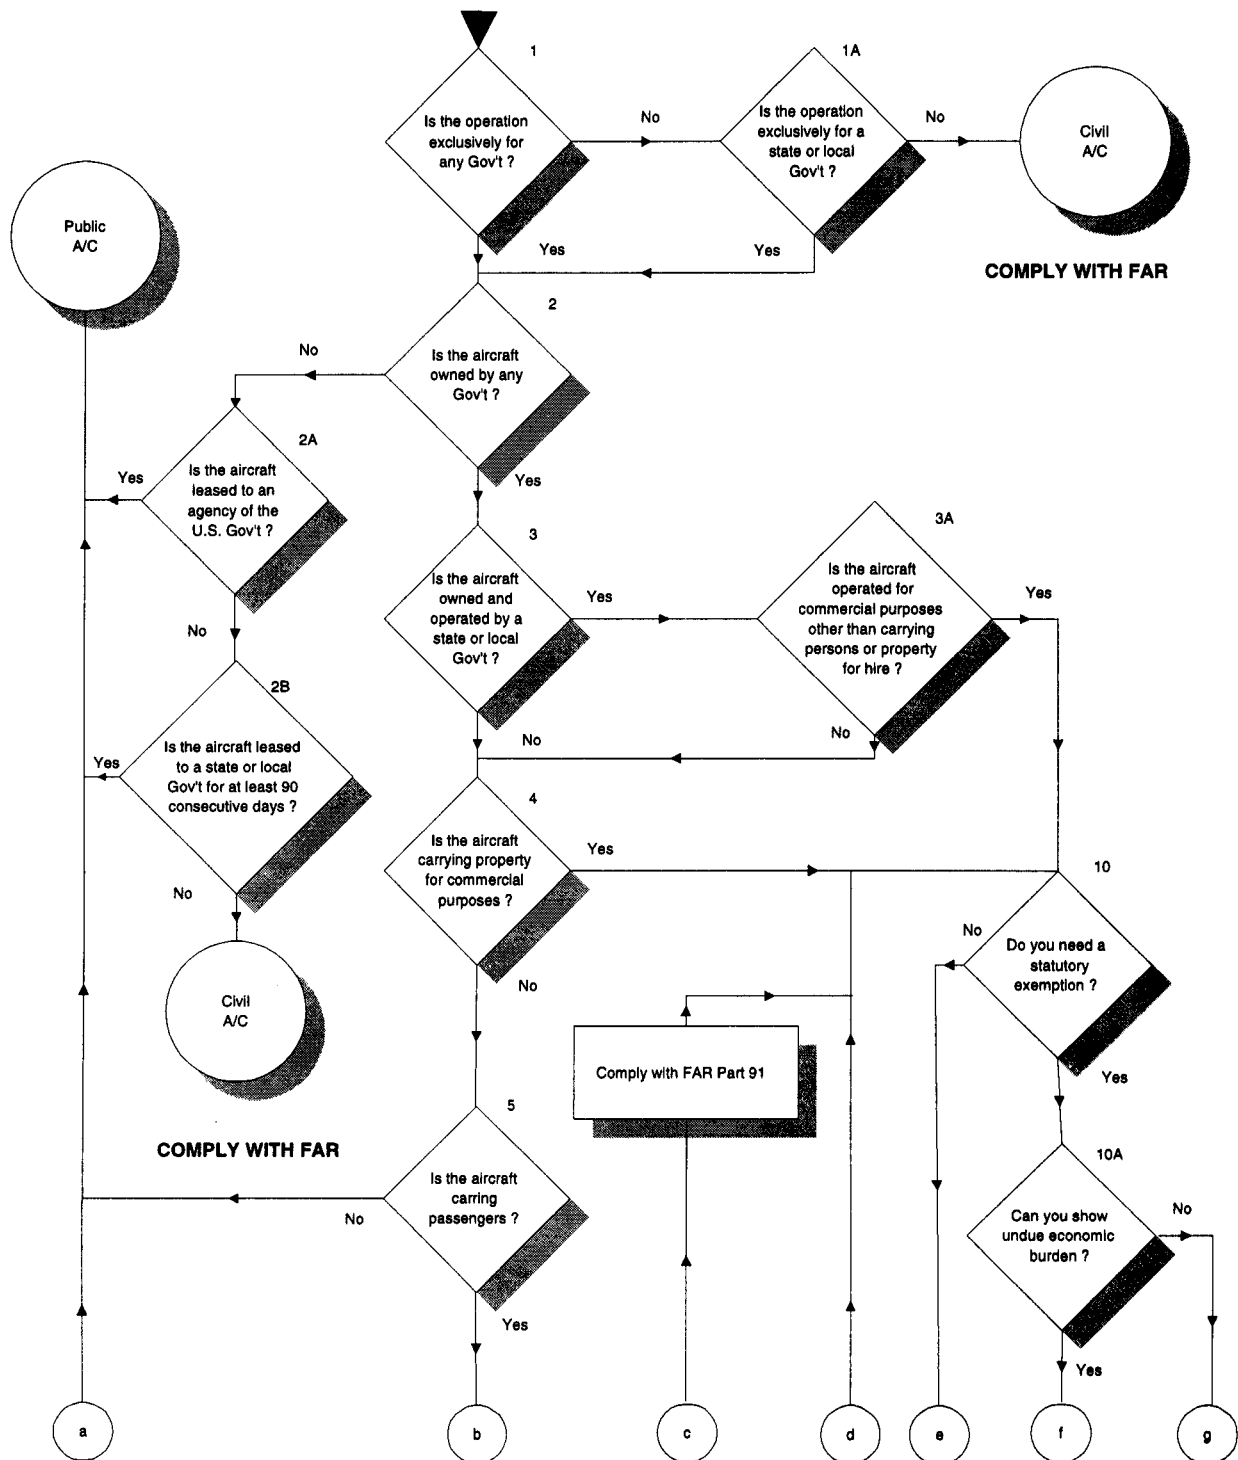 1
1A
Is the operation
exclusively for
any Gov't ?
No
Is the operation
exclusively for a
state or local
Gov't ?
No
Civil
A/C
Public
A/C
Yes
Yes
COMPLY WITH FAR
2
No
Is the aircraft
owned by any
Gov't ?
2A
Yes
Is the aircraft
leased to an
agency of the
U.S. Gov't ?
Yes
3
3A
Is the aircraft
owned and
operated by a
state or local
Gov't ?
Yes
Is the aircraft
operated for
commercial purposes
other than carrying
persons or property
for hire ?
Yes
No
2B
Yes
Is the aircraft leased
to a state or local
Gov't for at least 90
consecutive days ?
No
No
4
Is the aircraft
carrying property
for commercial
purposes ?
Yes
10
No
No
Do you need a
statutory
exemption ?
No
Civil
A/C
Comply with FAR Part 91
Yes
5
COMPLY WITH FAR
10A
Is the aircraft
carring
passengers ?
No
Can you show
undue economic
burden ?
No
Yes
Yes
a
b
c
d
e
f
g